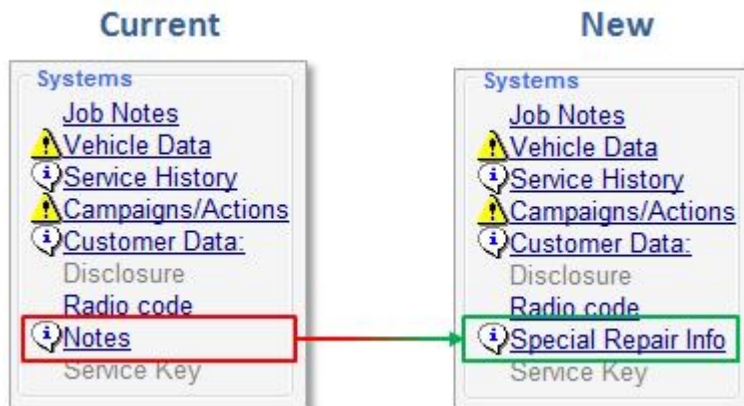 Current
Systems
Job Notes
Vehicle Data
Service History
Campaigns/Actions
Customer Data:
Disclosure
Radio code
Notes
Service Key
New
Systems
Job Notes
Vehicle Data
Service History
Campaigns/Actions
Customer Data:
Disclosure
Radio code
Special Repair Info
Service Key